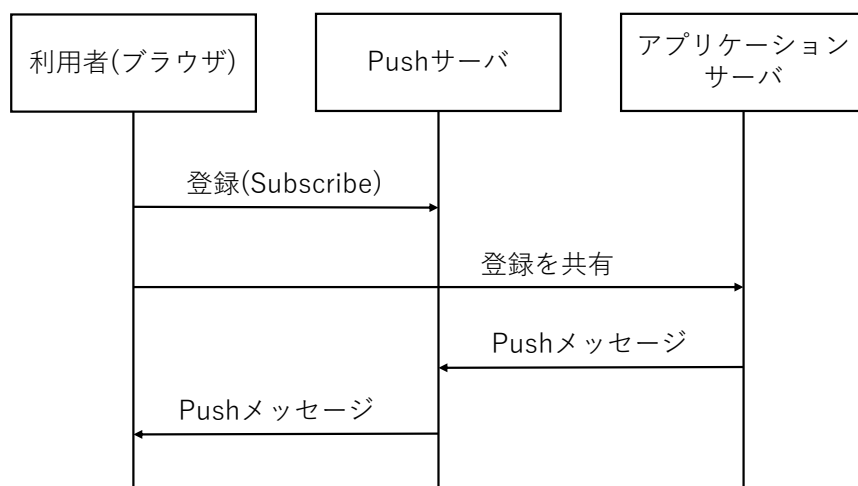 利用者(ブラウザ)
Pushサーバ
アプリケーション
サーバ
登録(Subscribe)
登録を共有
Pushメッセージ
Pushメッセージ